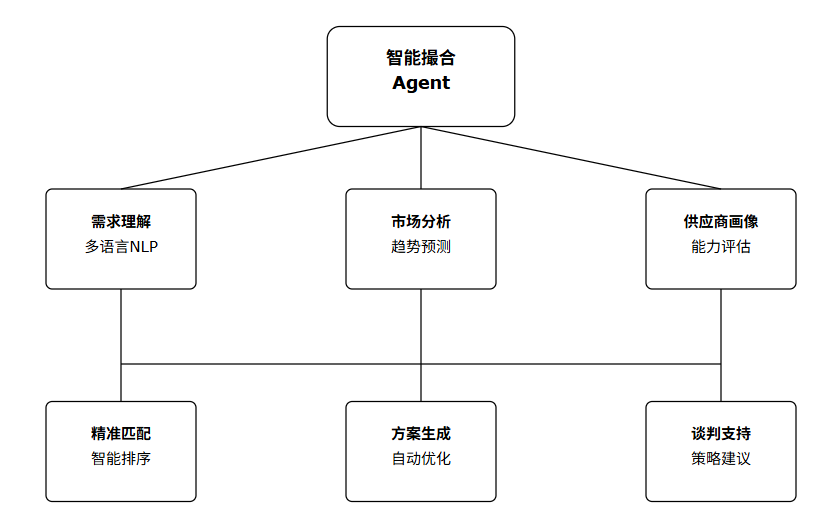 智能撮合
Agent
需求理解
多语言NLP
市场分析
趋势预测
供应商画像
能力评估
精准匹配
智能排序
方案生成
自动优化
谈判支持
策略建议